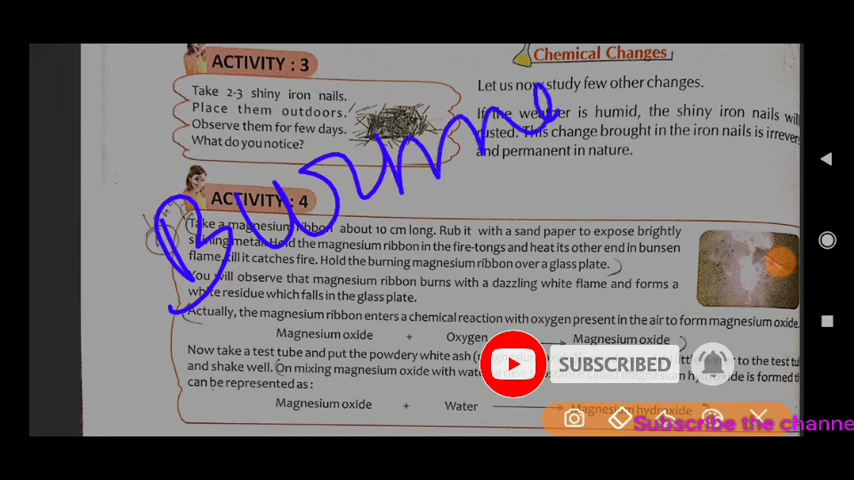 ACTIVITY : 3
Take 2-3 shiny iron nails.
Place them outdoors.
Observe them for few days.
What do you notice?
Chemical Changes
Let us now study few other changes.
If the weather is humid, the shiny iron nails will
rusted. This change brought in the iron nails is irrevers
and permanent in nature.
ACTIVITY : 4
Take a magnesium ribbon about 10 cm long. Rub it with a sand paper to expose brightly
shining metal. Hold the magnesium ribbon in the fire-tongs and heat its other end in bunsen
flame, till it catches fire. Hold the burning magnesium ribbon over a glass plate.
You will observe that magnesium ribbon burns with a dazzling white flame and forms a
white residue which falls in the glass plate.
Actually, the magnesium ribbon enters a chemical reaction with oxygen present in the air to form magnesium oxide.
Magnesium oxide + Oxygen → Magnesium oxide
Now take a test tube and put the powdery white ash to the test tu
and shake well. On mixing magnesium oxide with hydroxide is formed th
can be represented as:
Magnesium oxide + Water → Magnesium hydroxide
SUBSCRIBED
Subscribe the channe